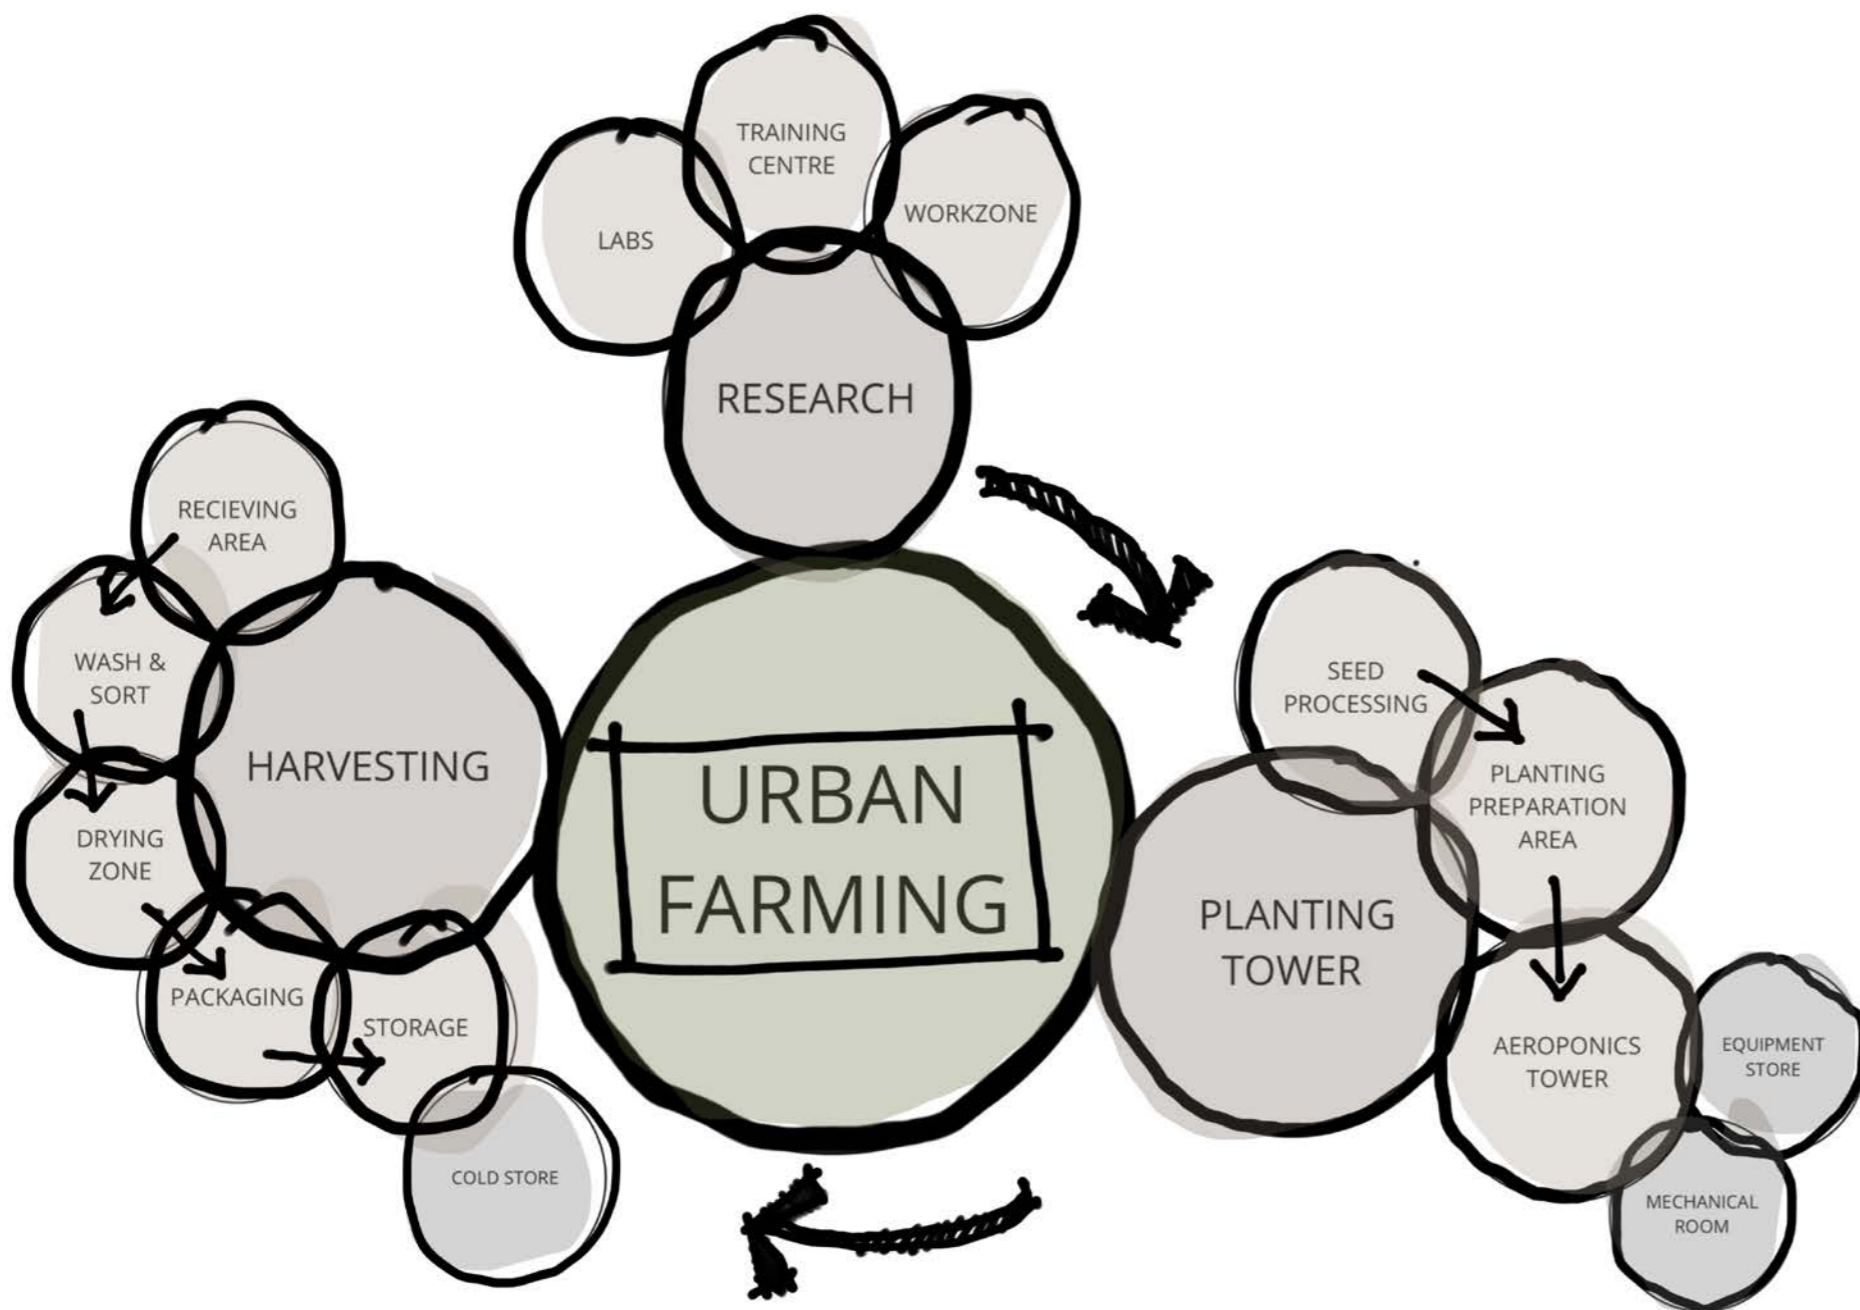 TRAINING
CENTRE
LABS
WORKZONE
RESEARCH
RECIEVING
AREA
WASH &
SORT
DRYING
ZONE
PACKAGING
STORAGE
COLD STORE
HARVESTING
URBAN
FARMING
SEED
PROCESSING
PLANTING
PREPARATION
AREA
PLANTING
TOWER
AEROPONICS
TOWER
EQUIPMENT
STORE
MECHANICAL
ROOM